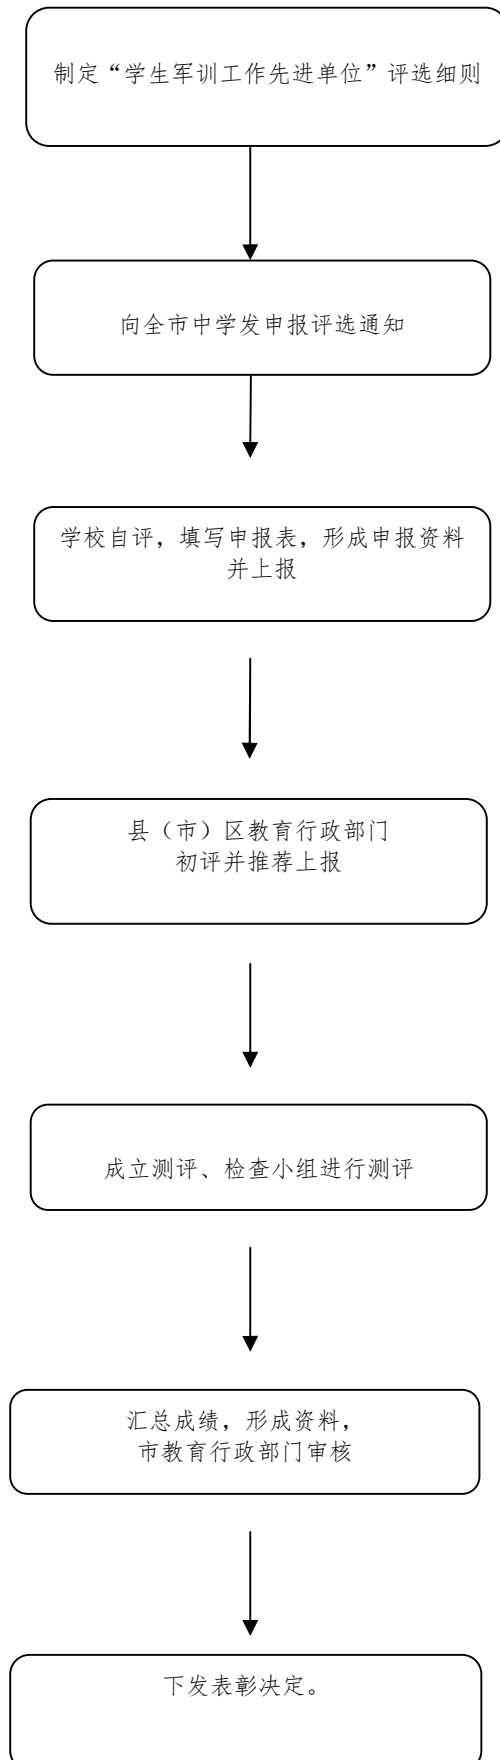 制定“学生军训工作先进单位”评选细则
向全市中学发申报评选通知
学校自评，填写申报表，形成申报资料
并上报
县（市）区教育行政部门
初评并推荐上报
成立测评、检查小组进行测评
汇总成绩，形成资料，
市教育行政部门审核
下发表彰决定。